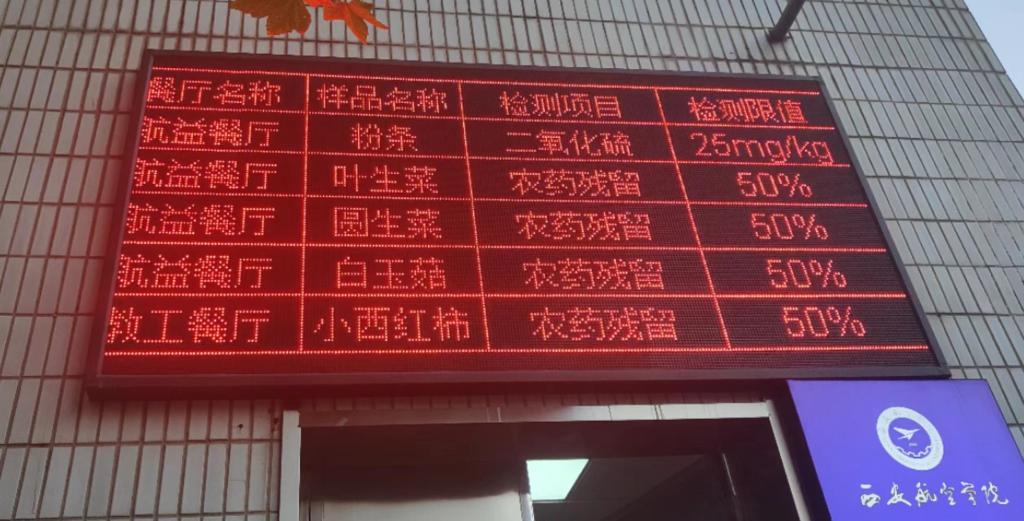 餐厅名称 样品名称 检测项目 检测限值
航益餐厅 粉条 二氧化硫 25mg/kg
航益餐厅 叶生菜 农药残留 50%
航益餐厅 圆生菜 农药残留 50%
航益餐厅 白玉菇 农药残留 50%
教工餐厅 小西红柿 农药残留 50%
西安航空学院